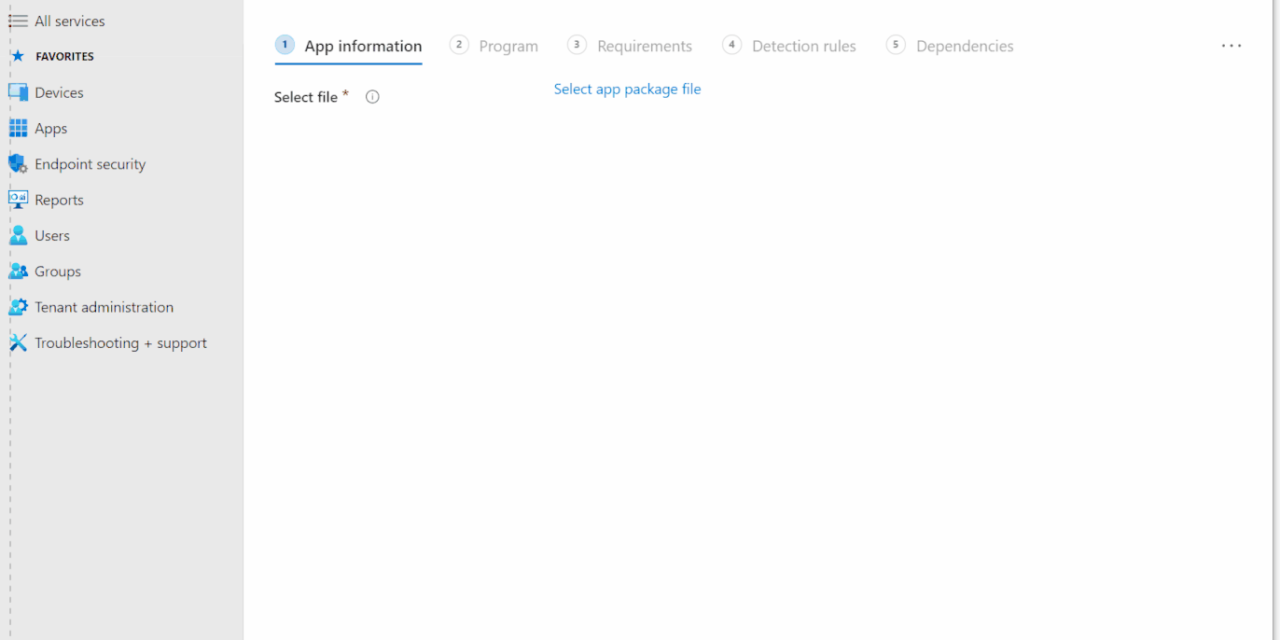 All services
FAVORITES
Devices
Apps
Endpoint security
Reports
Users
Groups
Tenant administration
Troubleshooting + support
1 App information 2 Program 3 Requirements 4 Detection rules 5 Dependencies ...
Select file * Select app package file